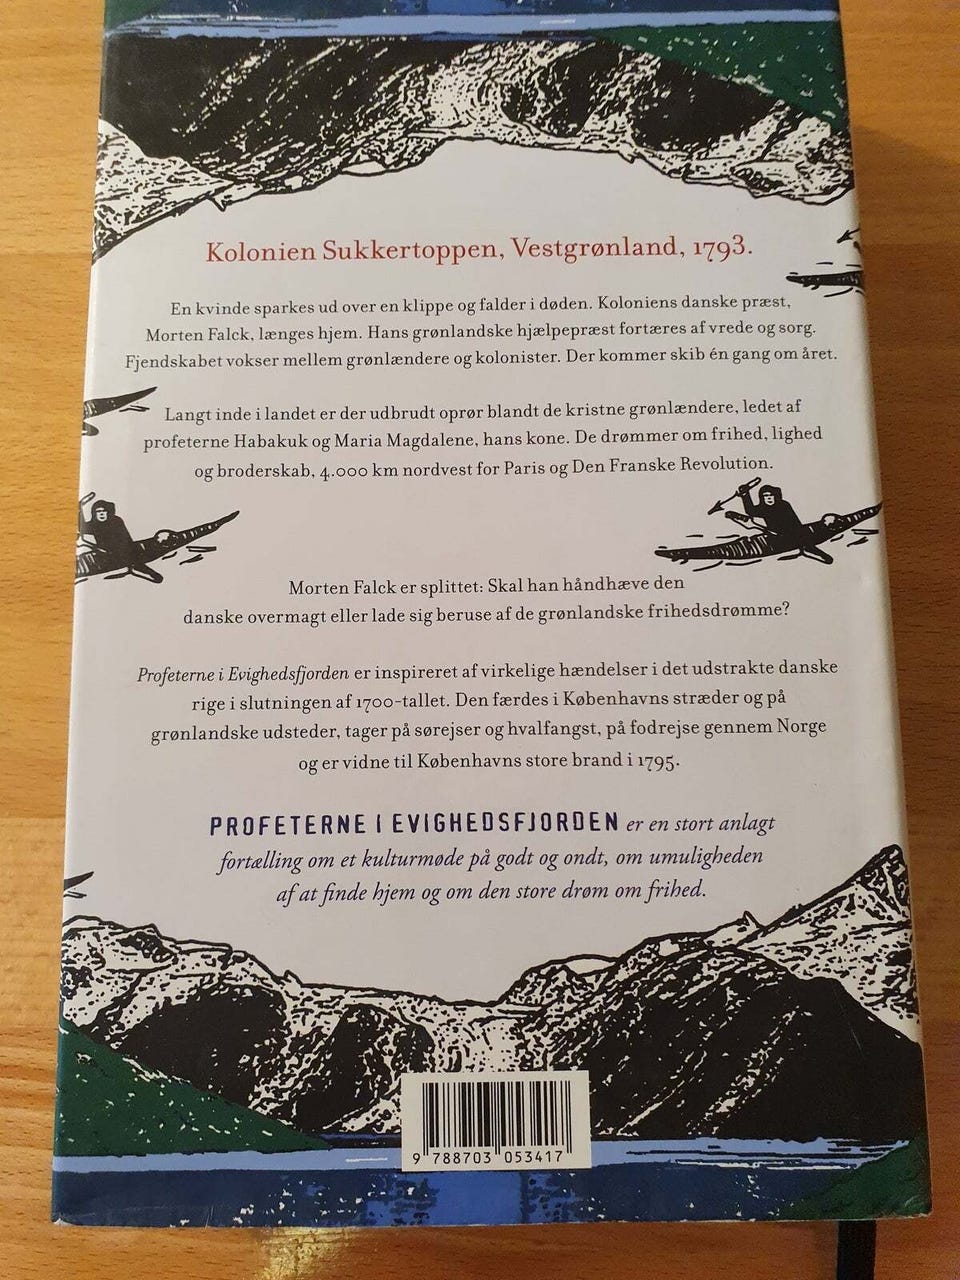 Kolonien Sukkertoppen, Vestgrønland, 1793.
En kvinde sparkes ud over en klippe og falder i døden. Koloniens danske præst,
Morten Falck, længes hjem. Hans grønlandske hjælpepræst fortæres af vrede og sorg.
Fjendskabet vokser mellem grønlændere og kolonister. Der kommer skib én gang om året.
Langt inde i landet er der udbrudt oprør blandt de kristne grønlændere, ledet af
profeterne Habakuk og Maria Magdalene, hans kone. De drømmer om frihed, lighed
og broderskab, 4.000 km nordvest for Paris og Den Franske Revolution.
Morten Falck er splittet: Skal han håndhæve den
danske overmagt eller lade sig beruse af de grønlandske frihedsdrømme?
Profeterne i Evighedsfjorden er inspireret af virkelige hændelser i det udstrakte danske
rige i slutningen af 1700-tallet. Den færdes i Københavns stræder og på
grønlandske udsteder, tager på sørejser og hvalfangst, på fodrejse gennem Norge
og er vidne til Københavns store brand i 1795.
PROFETERNE I EVIGHEDSFJORDEN er en stort anlagt
fortælling om et kulturmøde på godt og ondt, om umuligheden
af at finde hjem og om den store drøm om frihed.
9 788703 053417